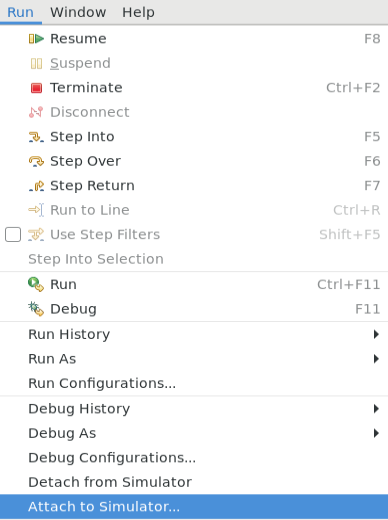 Run Window Help
Resume F8
Suspend
Terminate Ctrl+F2
Disconnect
Step Into F5
Step Over F6
Step Return F7
Run to Line Ctrl+R
Use Step Filters Shift+F5
Step Into Selection
Run Ctrl+F11
Debug F11
Run History
Run As
Run Configurations...
Debug History
Debug As
Debug Configurations...
Detach from Simulator
Attach to Simulator...